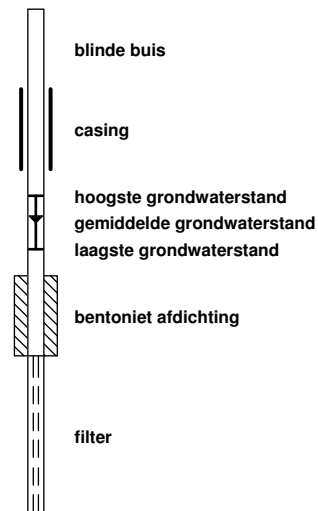 blinde buis
casing
hoogste grondwaterstand
gemiddelde grondwaterstand
laagste grondwaterstand
bentoniet afdichting
filter